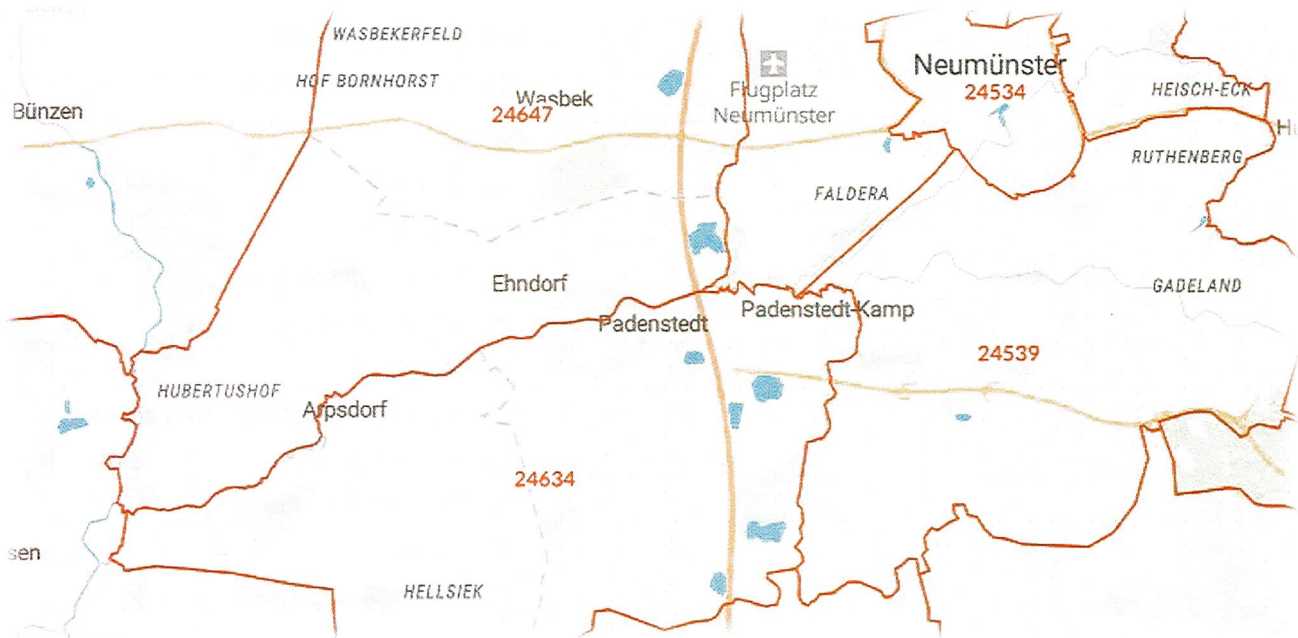 WASBEKERFELD
Neumünster
HOF BORNHORST
24534
HEISCH-ECK
Bünzen
Wasbek
24647
Flugplatz
Neumünster
RUTHENBERG
FALDERA
Ehndorf
GADELAND
Padenstedt
Padenstedt-Kamp
24539
HUBERTUSHOF
Arpsdorf
24634
sen
HELLSIEK